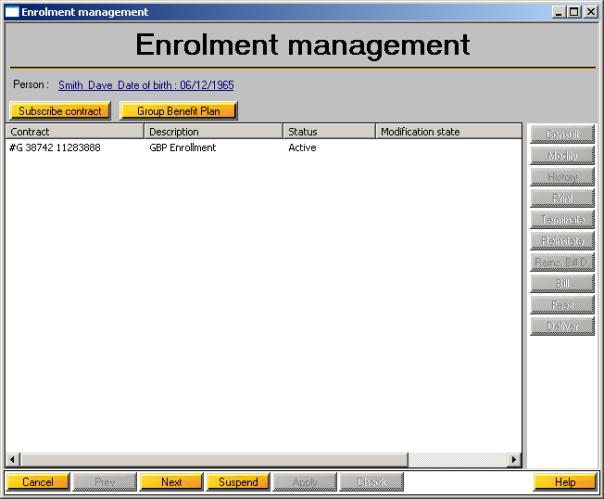 Enrolment management
Enrolment management
Person : Smith Dave Date of birth : 06/12/1965
Subscribe contract Group Benefit Plan
Contract Description Status Modification state
#G 38742 11283888 GBP Enrollment Active
Consult
Modify
History
Print
Terminate
Reinstate
Reins. Bill D.
Bill
Fees
Deliver
Cancel Prev Next Suspend Apply Check Help